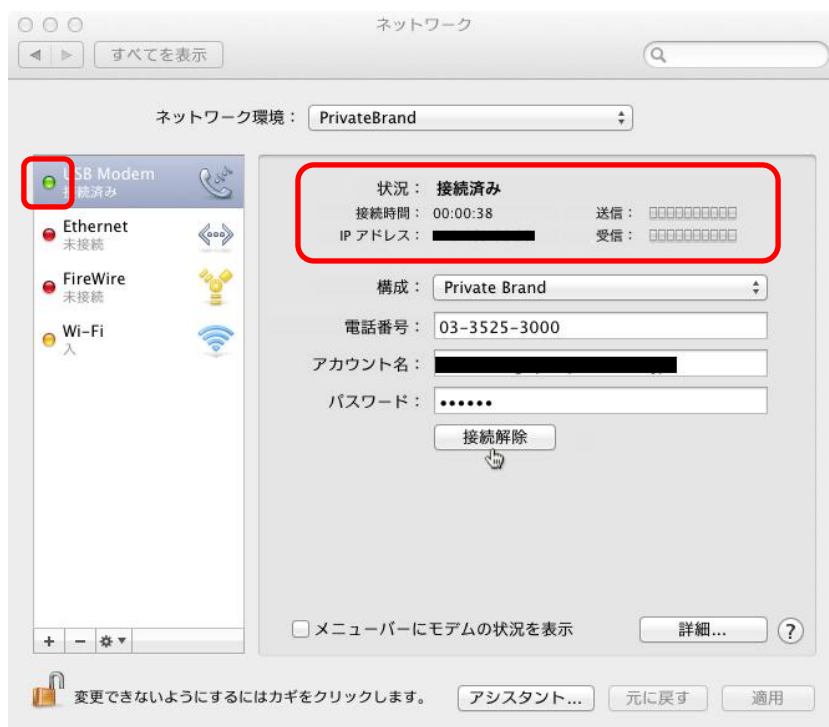 ネットワーク
すべてを表示
ネットワーク環境： PrivateBrand
USB Modem
接続済み
Ethernet
未接続
FireWire
未接続
Wi-Fi
入
状況： 接続済み
接続時間： 00:00:38 送信：
IP アドレス： 受信：
構成： Private Brand
電話番号： 03-3525-3000
アカウント名：
パスワード： ••••••
接続解除
メニューバーにモデムの状況を表示 詳細... ?
+ −
変更できないようにするにはカギをクリックします。 アシスタント... 元に戻す 適用